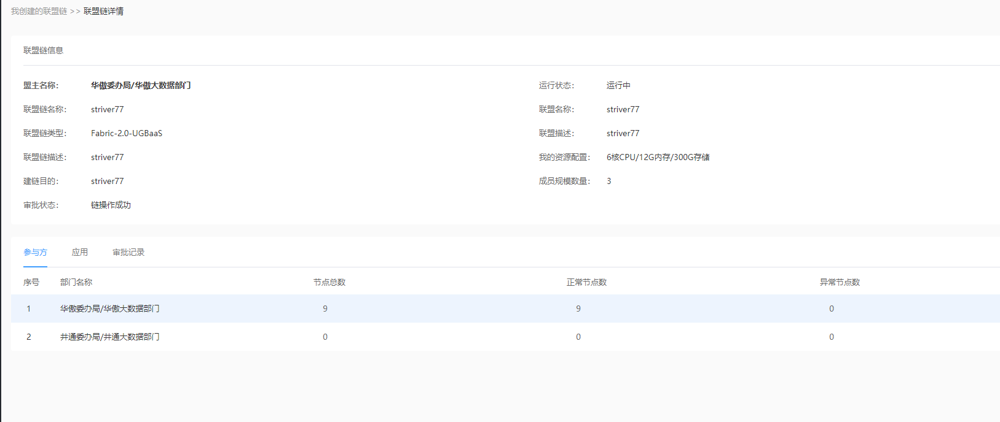 我创建的联盟链 >> 联盟链详情
联盟链信息
盟主名称: 华傲委办局/华傲大数据部门 运行状态: 运行中
联盟链名称: striver77 联盟名称: striver77
联盟链类型: Fabric-2.0-UGBaaS 联盟描述: striver77
联盟链描述: striver77 我的资源配置: 6核CPU/12G内存/300G存储
建链目的: striver77 成员规模数量: 3
审批状态: 链操作成功
参与方 应用 审批记录
序号 部门名称 节点总数 正常节点数 异常节点数
1 华傲委办局/华傲大数据部门 9 9 0
2 井通委办局/井通大数据部门 0 0 0